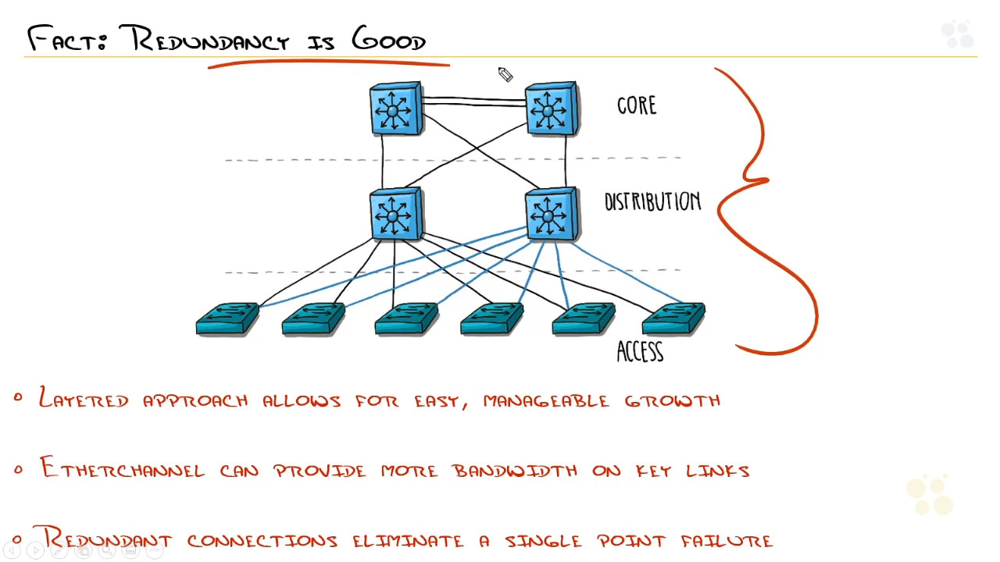 Fact: Redundancy is Good
CORE
DISTRIBUTION
ACCESS
Layered approach allows for easy, manageable growth
Etherchannel can provide more bandwidth on key links
Redundant connections eliminate a single point failure